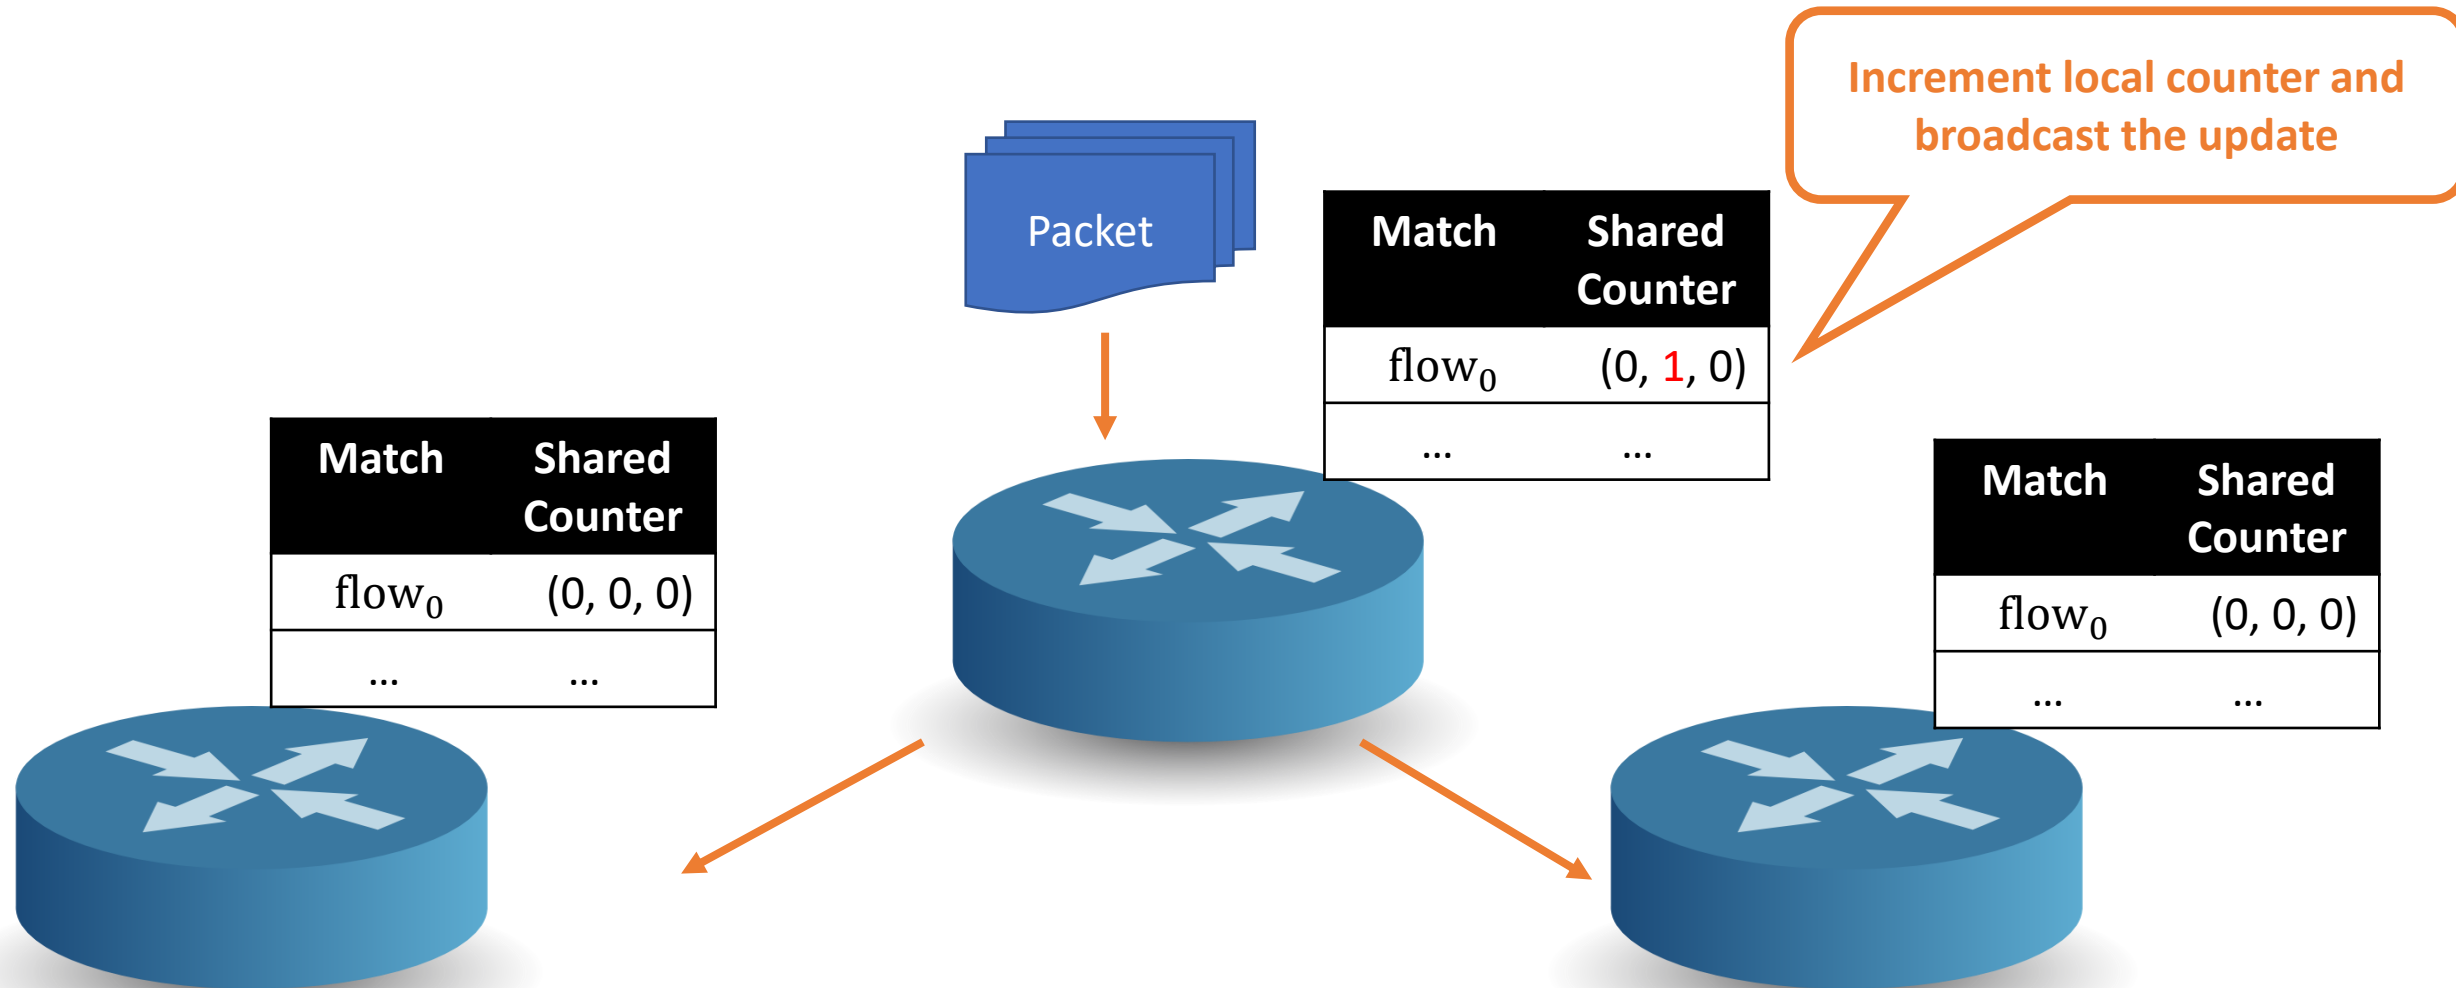 Increment local counter and
broadcast the update
Packet
Match Shared
Counter
flow₀ (0, 1, 0)
... ...
Match Shared
Counter
flow₀ (0, 0, 0)
... ...
Match Shared
Counter
flow₀ (0, 0, 0)
... ...